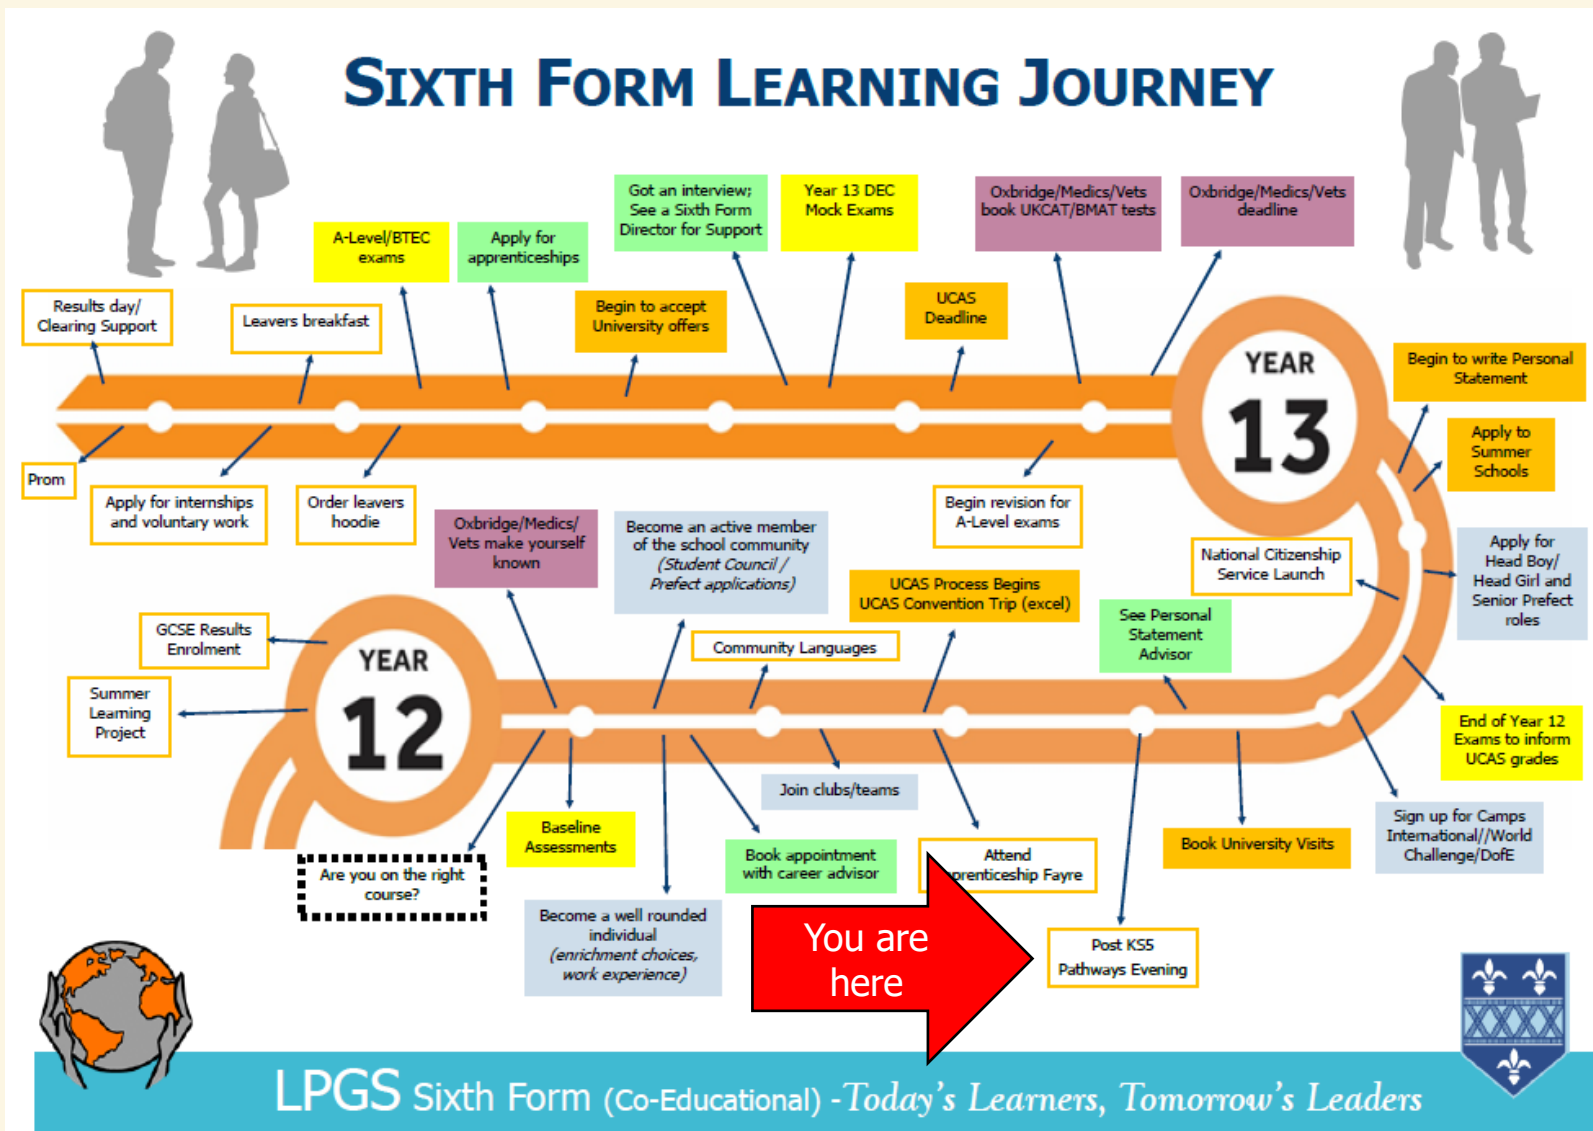 SIXTH FORM LEARNING JOURNEY
Got an interview;
See a Sixth Form
Director for Support
Year 13 DEC
Mock Exams
Oxbridge/Medics/Vets
book UKCAT/BMAT tests
Oxbridge/Medics/Vets
deadline
A-Level/BTEC
exams
Apply for
apprenticeships
Results day/
Clearing Support
Leavers breakfast
Begin to accept
University offers
UCAS
Deadline
YEAR
13
Begin to write Personal
Statement
Apply to
Summer
Schools
Prom
Apply for internships
and voluntary work
Order leavers
hoodie
Begin revision for
A-Level exams
Oxbridge/Medics/
Vets make yourself
known
Become an active member
of the school community
(Student Council /
Prefect applications)
National Citizenship
Service Launch
Apply for
Head Boy/
Head Girl and
Senior Prefect
roles
UCAS Process Begins
UCAS Convention Trip (excel)
See Personal
Statement
Advisor
GCSE Results
Enrolment
Community Languages
YEAR
12
Summer
Learning
Project
End of Year 12
Exams to inform
UCAS grades
Join clubs/teams
Baseline
Assessments
Book appointment
with career advisor
Attend
prenticeship Fayre
Book University Visits
Sign up for Camps
International//World
Challenge/DofE
Are you on the right
course?
Become a well rounded
individual
(enrichment choices,
work experience)
You are
here
Post KS5
Pathways Evening
LPGS Sixth Form (Co-Educational) -Today's Learners, Tomorrow's Leaders